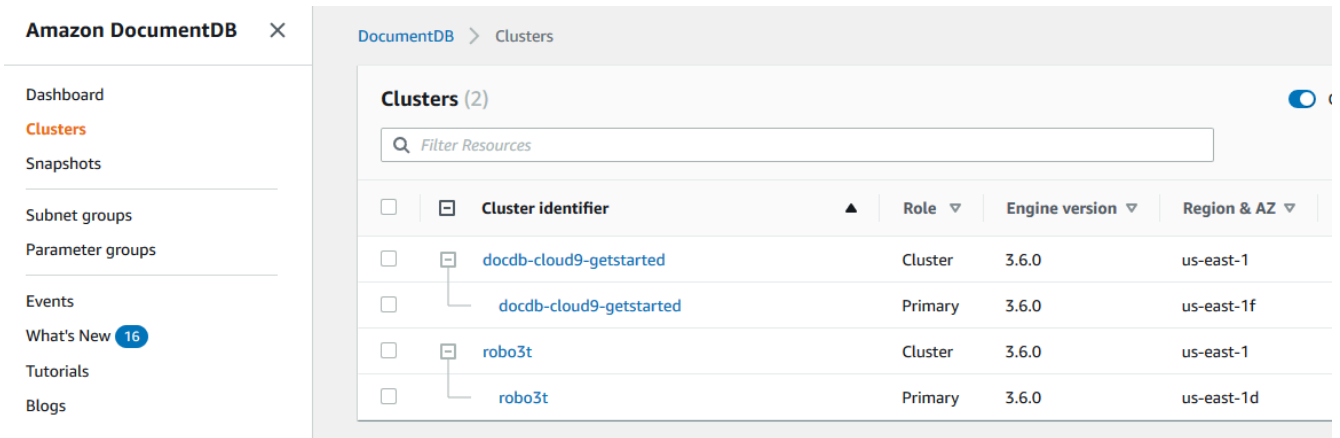 Amazon DocumentDB
Dashboard
Clusters
Snapshots
Subnet groups
Parameter groups
Events
What's New 16
Tutorials
Blogs
DocumentDB > Clusters
Clusters (2)
Filter Resources
Cluster identifier Role Engine version Region & AZ
docdb-cloud9-getstarted Cluster 3.6.0 us-east-1
docdb-cloud9-getstarted Primary 3.6.0 us-east-1f
robo3t Cluster 3.6.0 us-east-1
robo3t Primary 3.6.0 us-east-1d